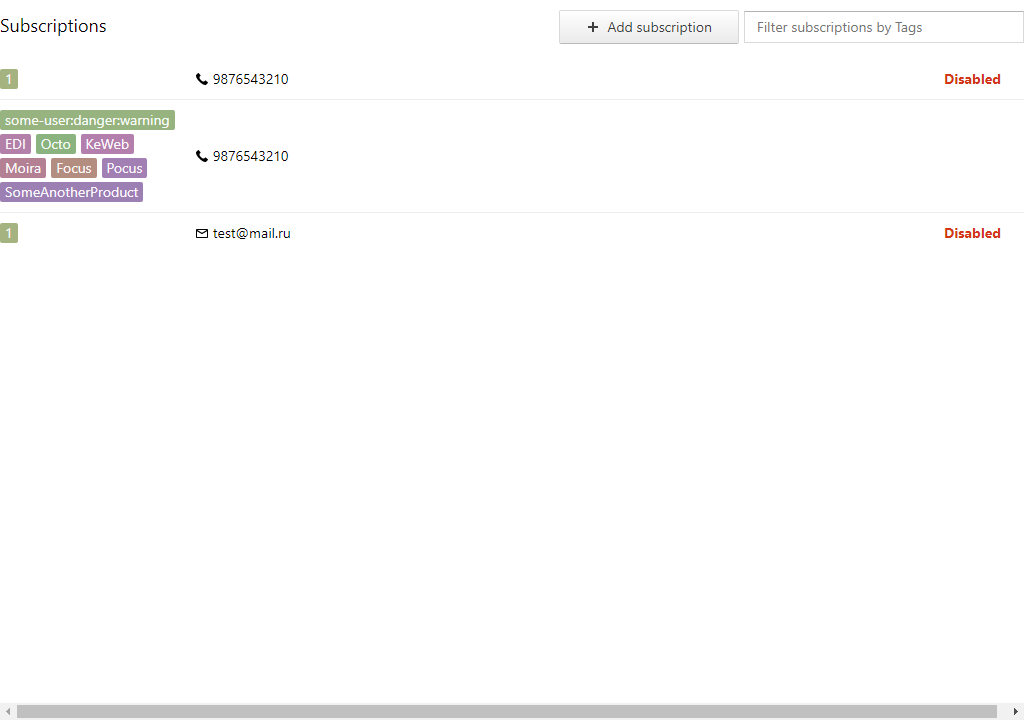 Subscriptions
Add subscription
Filter subscriptions by Tags
1
9876543210
Disabled
some-user:danger:warning
EDI Octo KeWeb
Moira Focus Pocus
SomeAnotherProduct
9876543210
1
test@mail.ru
Disabled